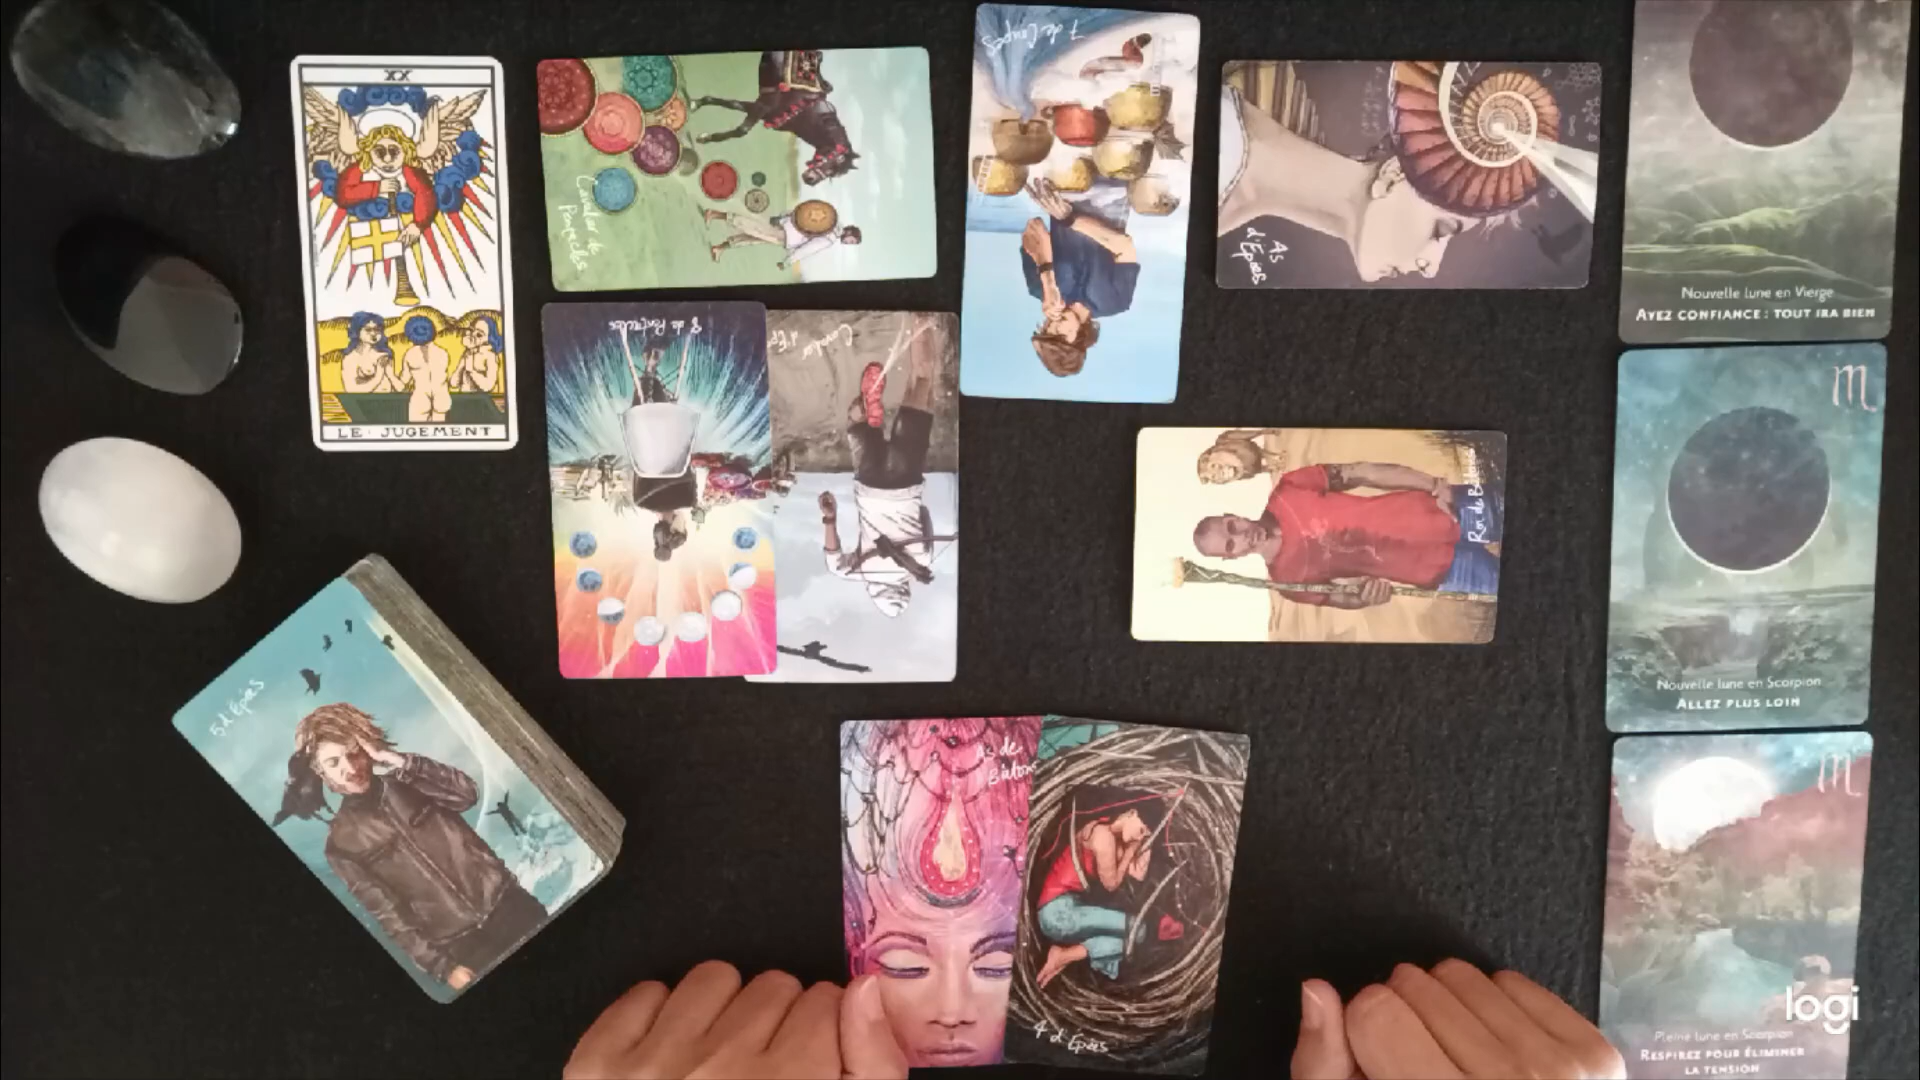 XX
LE · JUGEMENT
Cavalier de
Pentacles
7 de Coupes
As
d'Épées
Nouvelle lune en Vierge
AYEZ CONFIANCE : TOUT IRA BIEN
8 de Pentacles
Cavalier
d'Ép
Roi de Bâtons
Nouvelle lune en Scorpion
ALLEZ PLUS LOIN
5 d'Épées
As de
Bâtons
4 d'Épées
Pleine lune en Scorpion
RESPIREZ POUR ÉLIMINER
LA TENSION
logi